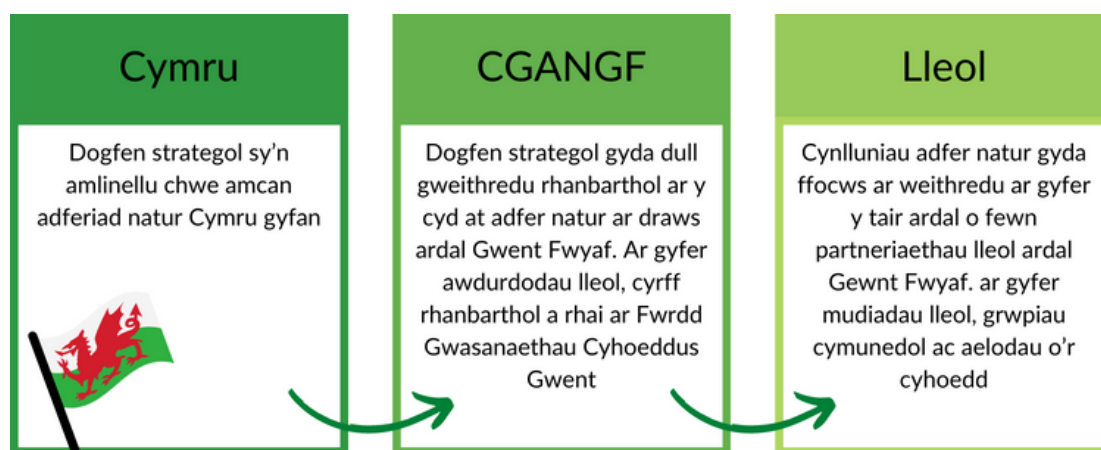 Cymru
Dogfen strategol sy'n
amlinellu chwe amcan
adferiad natur Cymru gyfan
CGANGF
Dogfen strategol gyda dull
gweithredu rhanbarthol ar y
cyd at adfer natur ar draws
ardal Gwent Fwyaf. Ar gyfer
awdurdodau lleol, cyrff
rhanbarthol a rhai ar Fwrdd
Gwasanaethau Cyhoeddus
Gwent
Lleol
Cynlluniau adfer natur gyda
ffocws ar weithredu ar gyfer
y tair ardal o fewn
partneriaethau lleol ardal
Gewnt Fwyaf. ar gyfer
mudiadau lleol, grwpiau
cymunedol ac aelodau o'r
cyhoedd